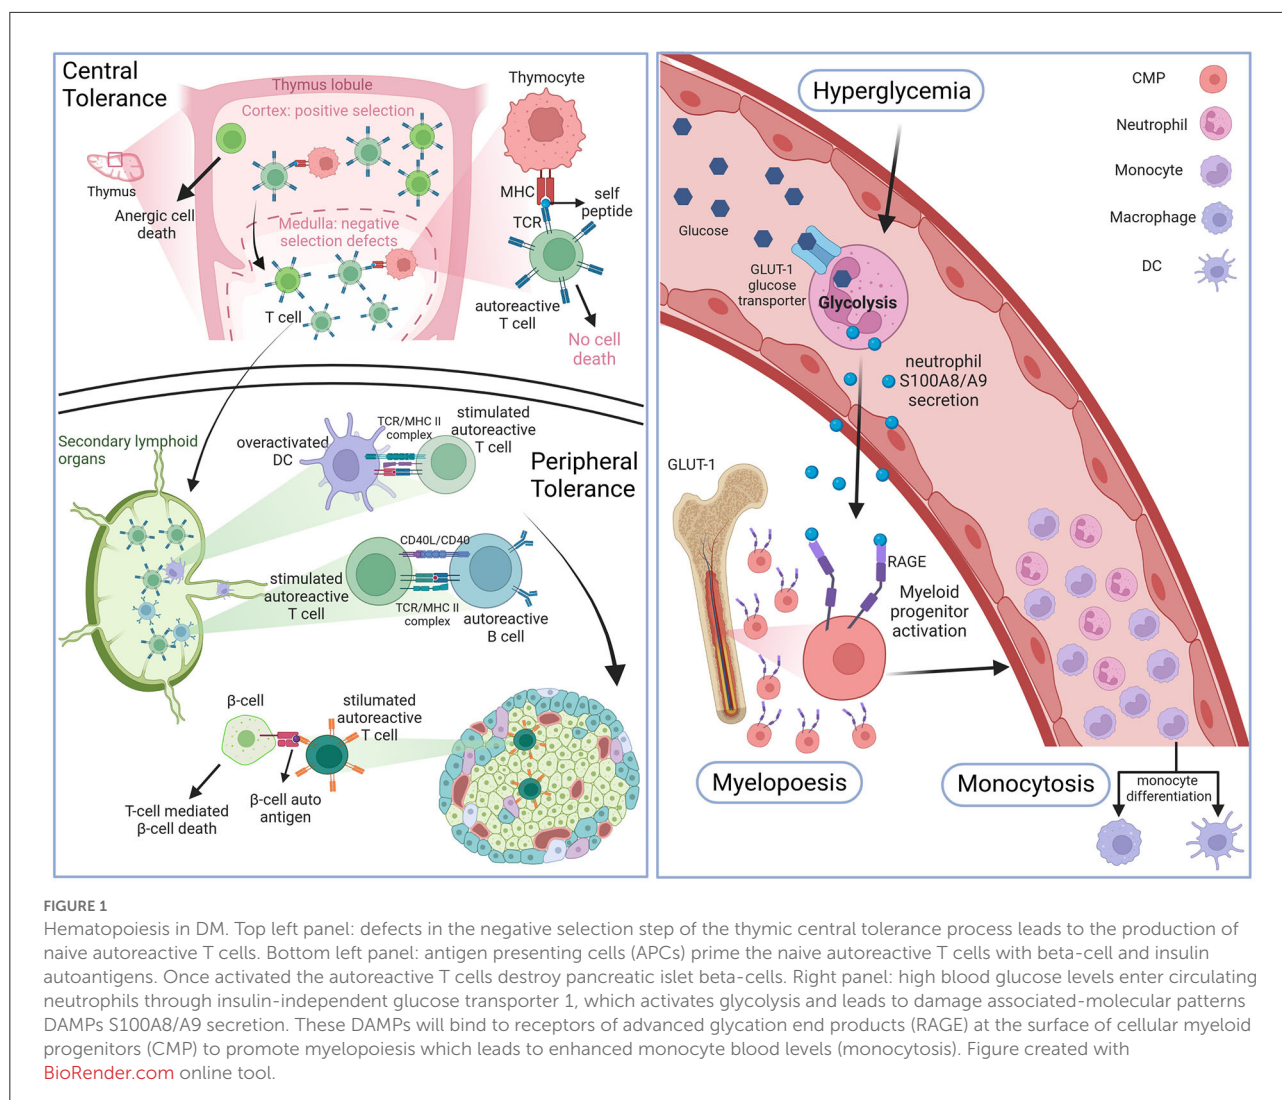 Central
Tolerance
Thymus lobule
Cortex: positive selection
Thymus
Anergic cell
death
Medulla: negative
selection defects
T cell
Thymocyte
MHC
self
peptide
TCR
autoreactive
T cell
No cell
death
Secondary lymphoid
organs
overactivated
DC
TCR/MHC II
complex
stimulated
autoreactive
T cell
Peripheral
Tolerance
CD40L/CD40
stimulated
autoreactive
T cell
TCR/MHC II
complex
autoreactive
B cell
β-cell
stilumated
autoreactive
T cell
T-cell mediated
β-cell death
β-cell auto
antigen
Hyperglycemia
CMP
Neutrophil
Monocyte
Macrophage
DC
Glucose
GLUT-1
glucose
transporter
Glycolysis
neutrophil
S100A8/A9
secretion
GLUT-1
RAGE
Myeloid
progenitor
activation
Myelopoesis
Monocytosis
monocyte
differentiation
FIGURE 1
Hematopoiesis in DM. Top left panel: defects in the negative selection step of the thymic central tolerance process leads to the production of
naive autoreactive T cells. Bottom left panel: antigen presenting cells (APCs) prime the naive autoreactive T cells with beta-cell and insulin
autoantigens. Once activated the autoreactive T cells destroy pancreatic islet beta-cells. Right panel: high blood glucose levels enter circulating
neutrophils through insulin-independent glucose transporter 1, which activates glycolysis and leads to damage associated-molecular patterns
DAMPs S100A8/A9 secretion. These DAMPs will bind to receptors of advanced glycation end products (RAGE) at the surface of cellular myeloid
progenitors (CMP) to promote myelopoiesis which leads to enhanced monocyte blood levels (monocytosis). Figure created with
BioRender.com online tool.